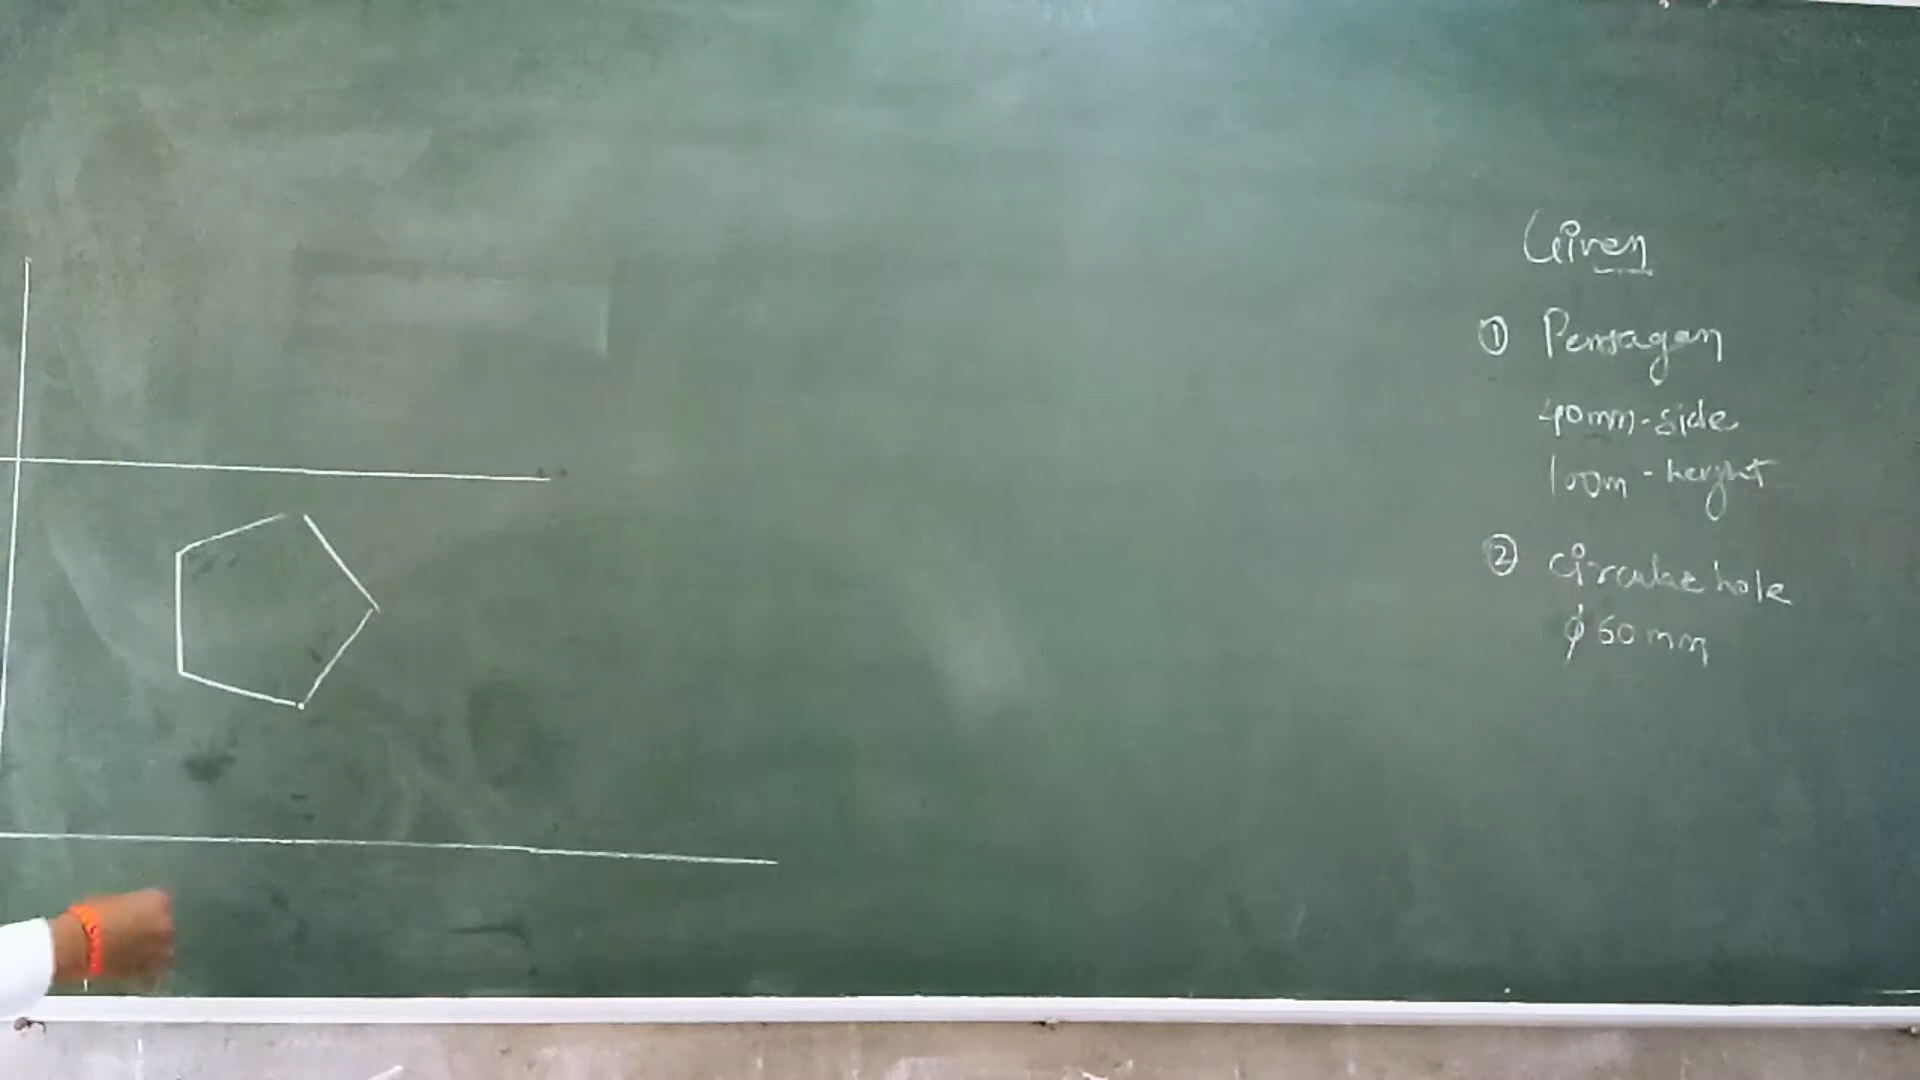 Given
① Pentagon
40mm-side
100m - height
② Circular hole
ϕ 50 mm